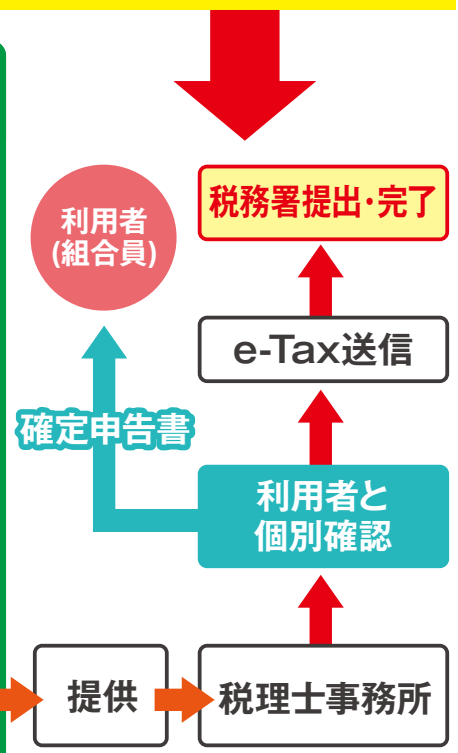 税務署提出・完了
利用者
(組合員)
e-Tax送信
確定申告書
利用者と
個別確認
提供
税理士事務所